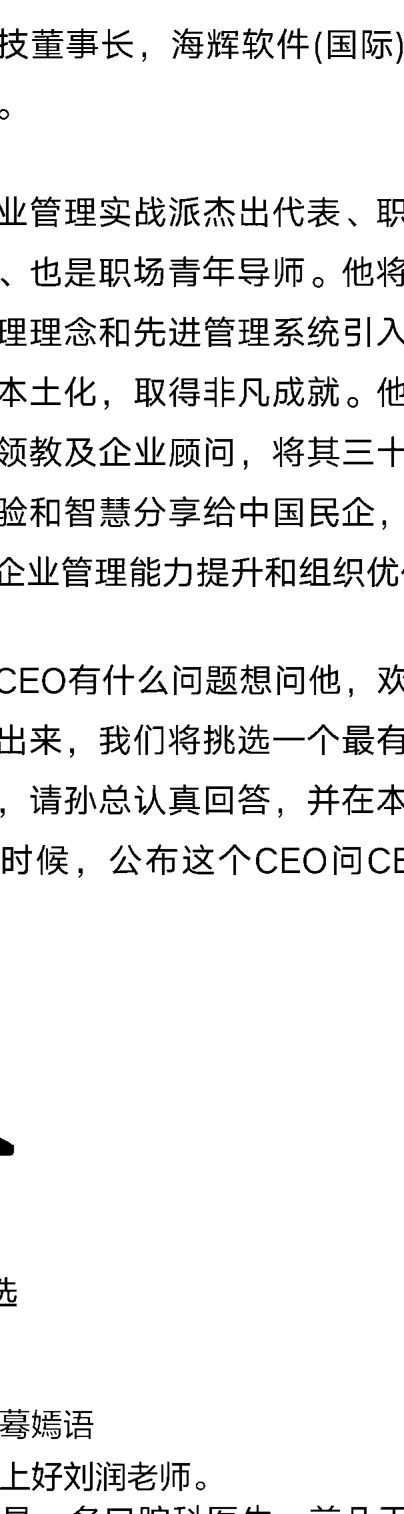 技董事长，海辉软件(国际)
。
业管理实战派杰出代表、职
、也是职场青年导师。他将
理理念和先进管理系统引入
本土化，取得非凡成就。他
领教及企业顾问，将其三十
验和智慧分享给中国民企，
企业管理能力提升和组织优
CEO有什么问题想问他，欢
出来，我们将挑选一个最有
，请孙总认真回答，并在本
时候，公布这个CEO问CE
选
蓦嫣语
上好刘润老师。